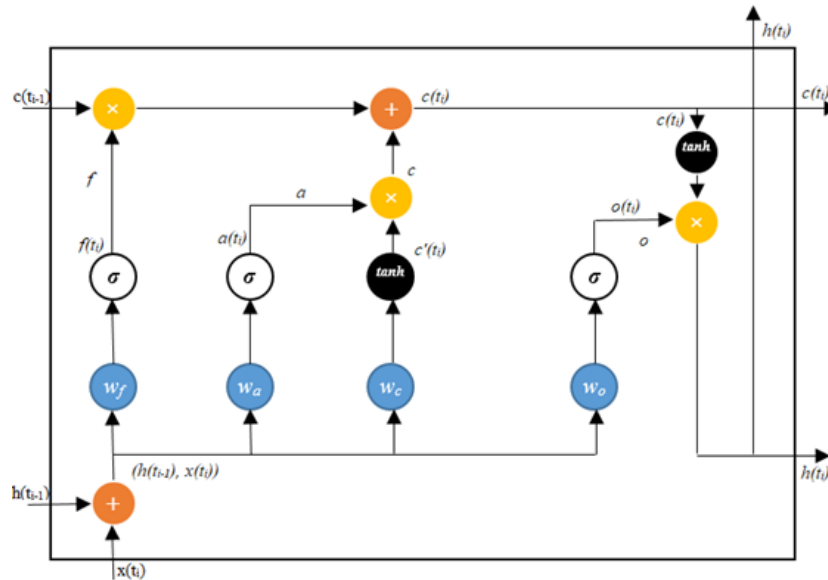 h(tᵢ)
c(tᵢ₋₁)
×
+
c(tᵢ)
c(tᵢ)
c(tᵢ)
tanh
f
a
c
×
o(tᵢ)
×
f(tᵢ)
a(tᵢ)
c'(tᵢ)
o
σ
σ
tanh
σ
w_f
w_a
w_c
w_o
(h(tᵢ₋₁), x(tᵢ))
h(tᵢ)
h(tᵢ₋₁)
+
x(tᵢ)